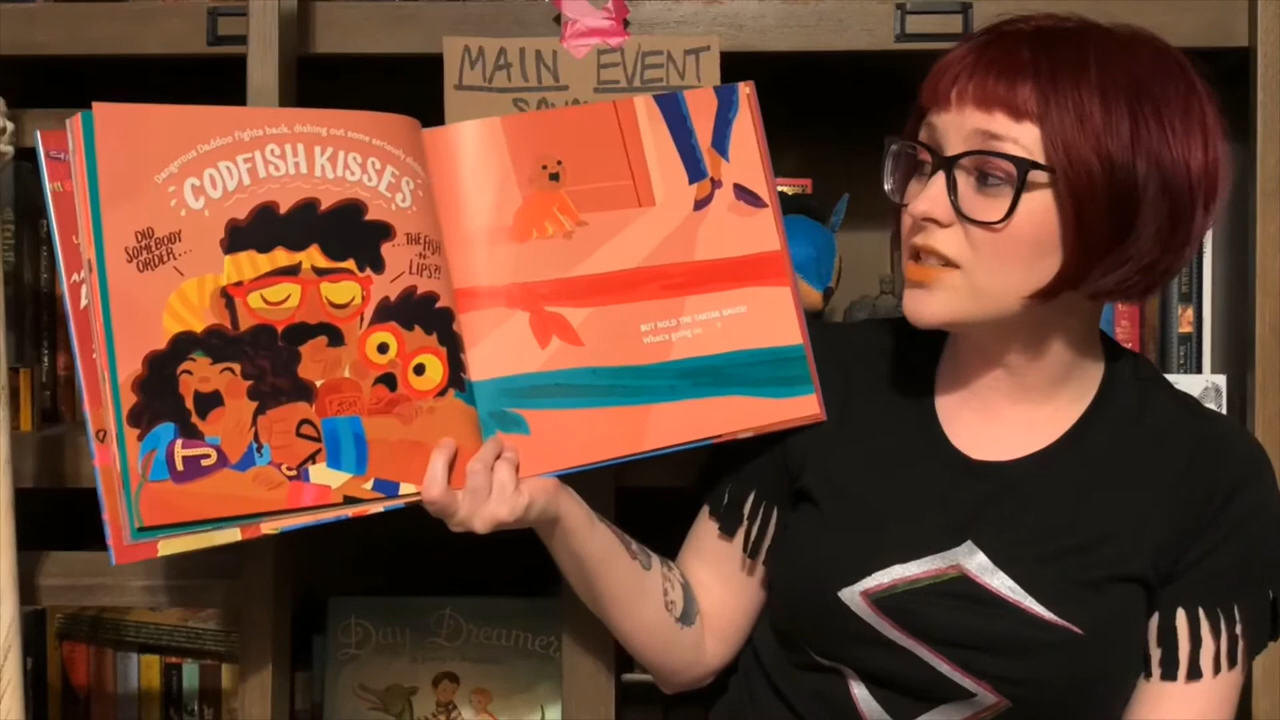 MAIN EVENT
Dangerous Daddoo fights back, dishing out some seriously
CODFISH KISSES
DID
SOMEBODY
ORDER...
...THE FISH
-N-
LIPS?!
J
D
BUT HOLD THE TARTAR SAUCE!
What's going on
Day Dreamer
S